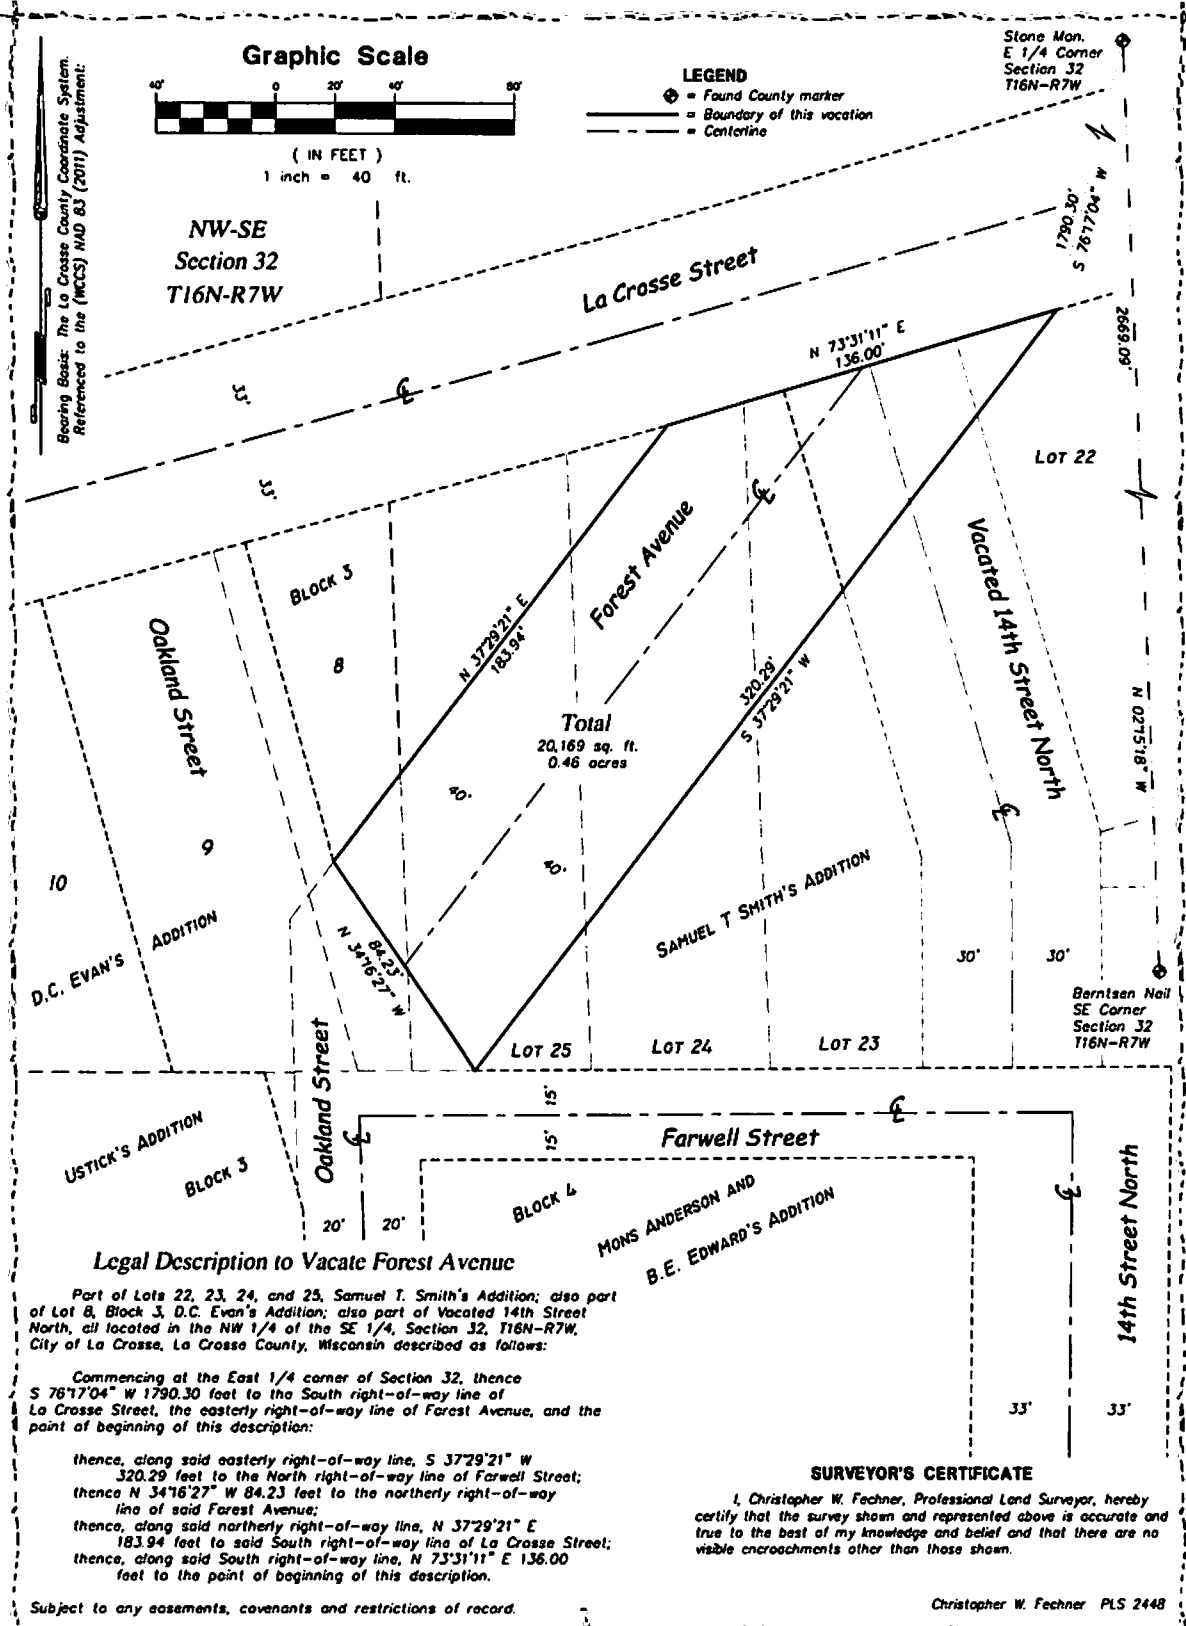 Graphic Scale
40' 0 20' 40' 80'
( IN FEET )
1 inch = 40 ft.
LEGEND
= Found County marker
= Boundary of this vacation
= Centerline
Stone Mon.
E 1/4 Corner
Section 32
T16N-R7W
Bearing Basis: The La Crosse County Coordinate System.
Referenced to the (WCCS) NAD 83 (2011) Adjustment:
NW-SE
Section 32
T16N-R7W
La Crosse Street
1790.30'
S 76°17'04" W
2669.09'
N 02°15'18" W
N 73°31'11" E
136.00'
33'
33'
LOT 22
Forest Avenue
Vacated 14th Street North
BLOCK 3
8
N 37°29'21" E
183.94'
Oakland Street
320.29'
S 37°29'21" W
Total
20,169 sq. ft.
0.46 acres
40'
40'
9
10
D.C. EVAN'S ADDITION
84.23'
N 34°16'27" W
SAMUEL T SMITH'S ADDITION
30' 30'
Berntsen Nail
SE Corner
Section 32
T16N-R7W
LOT 25 LOT 24 LOT 23
15'
15'
Farwell Street
Oakland Street
USTICK'S ADDITION
BLOCK 3
20' 20'
BLOCK 4
MONS ANDERSON AND
B.E. EDWARD'S ADDITION
14th Street North
33' 33'
Legal Description to Vacate Forest Avenue
Part of Lots 22, 23, 24, and 25, Samuel T. Smith's Addition; also part
of Lot 8, Block 3, D.C. Evan's Addition; also part of Vacated 14th Street
North, all located in the NW 1/4 of the SE 1/4, Section 32, T16N-R7W,
City of La Crosse, La Crosse County, Wisconsin described as follows:
Commencing at the East 1/4 corner of Section 32, thence
S 76°17'04" W 1790.30 feet to the South right-of-way line of
La Crosse Street, the easterly right-of-way line of Forest Avenue, and the
point of beginning of this description:
thence, along said easterly right-of-way line, S 37°29'21" W
320.29 feet to the North right-of-way line of Farwell Street;
thence N 34°16'27" W 84.23 feet to the northerly right-of-way
line of said Forest Avenue;
thence, along said northerly right-of-way line, N 37°29'21" E
183.94 feet to said South right-of-way line of La Crosse Street;
thence, along said South right-of-way line, N 73°31'11" E 136.00
feet to the point of beginning of this description.
Subject to any easements, covenants and restrictions of record.
SURVEYOR'S CERTIFICATE
I, Christopher W. Fechner, Professional Land Surveyor, hereby
certify that the survey shown and represented above is accurate and
true to the best of my knowledge and belief and that there are no
visible encroachments other than those shown.
Christopher W. Fechner PLS 2448